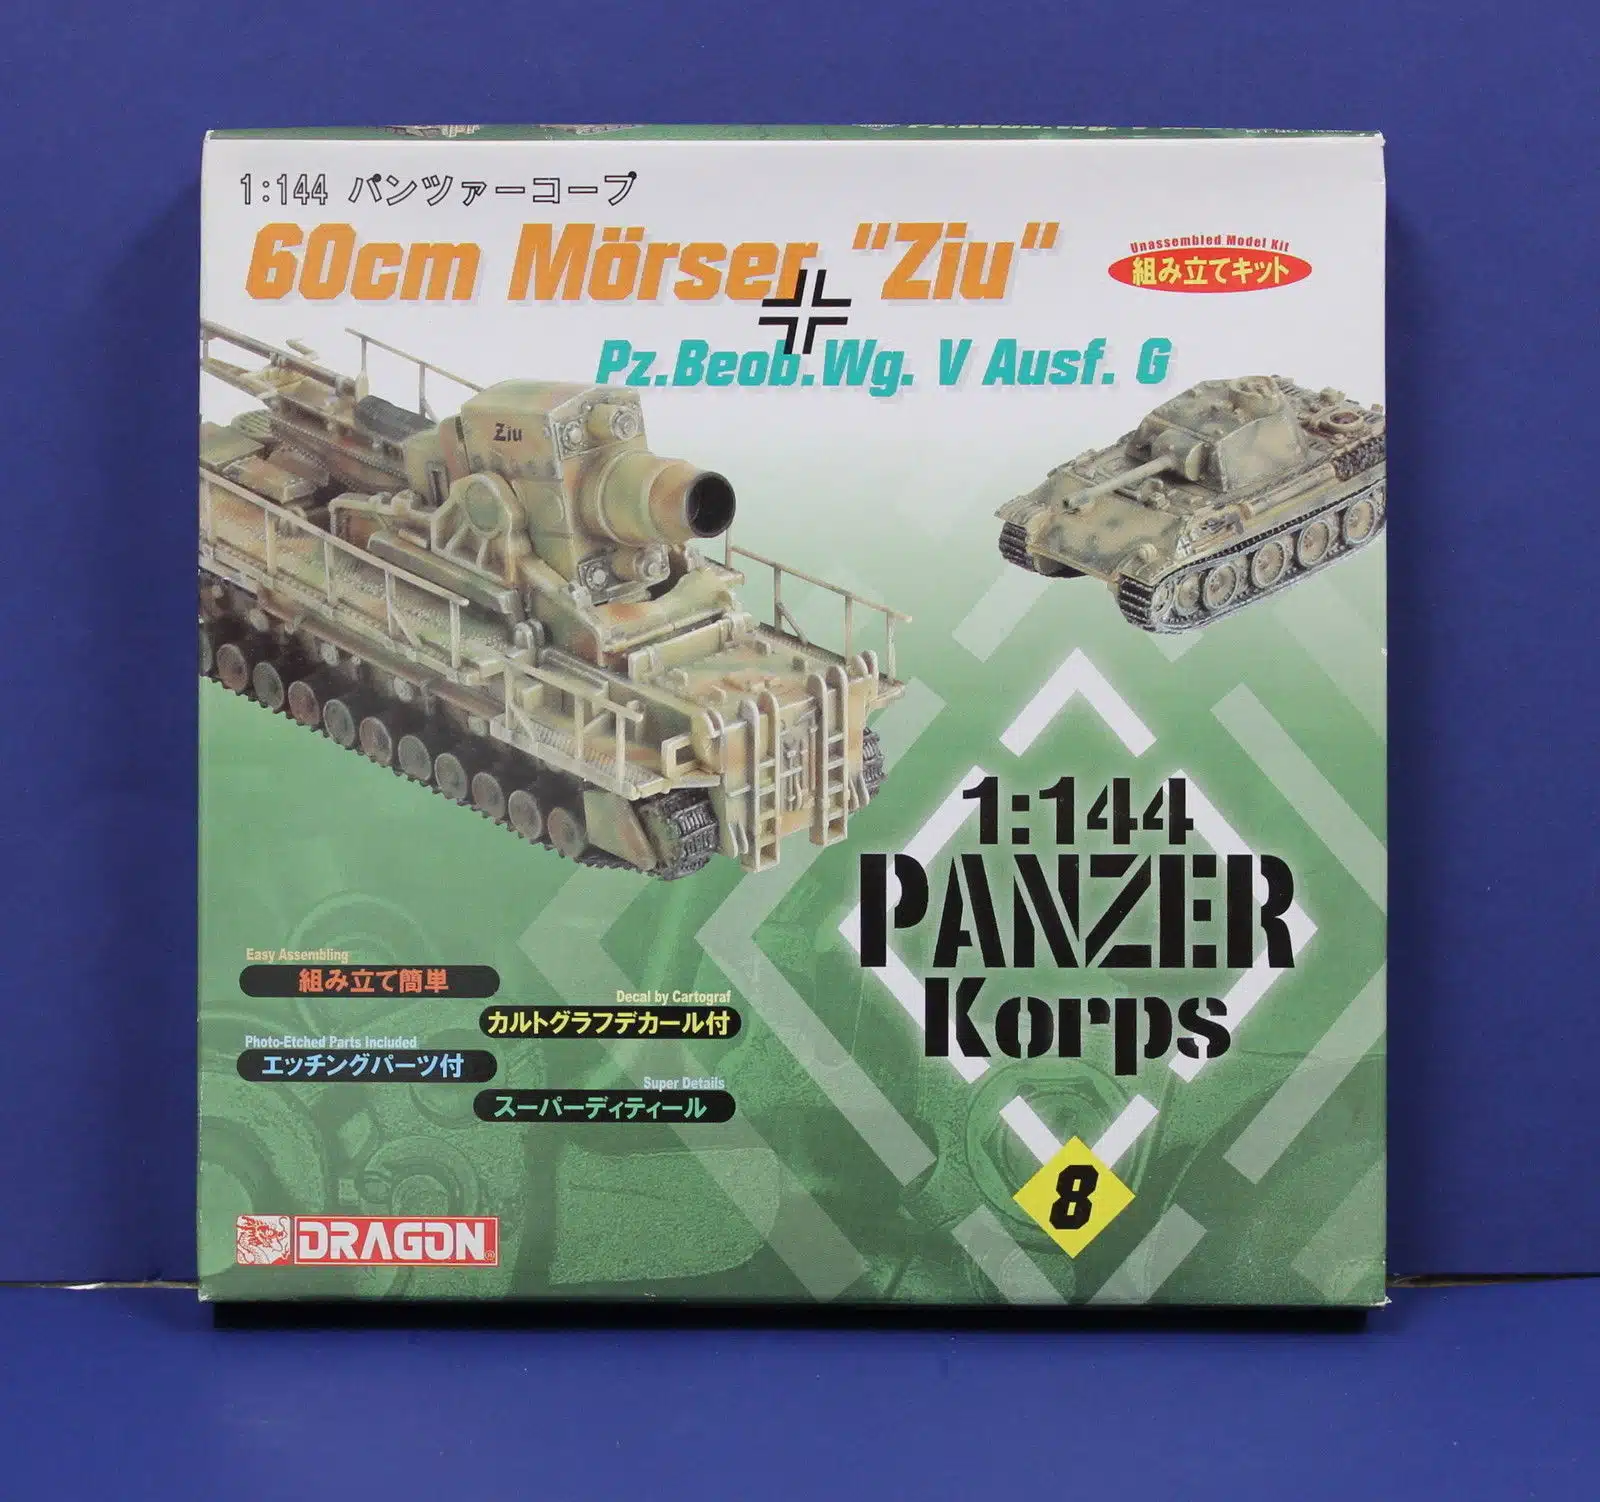 Pz.Beob.Wg. V
1:144 パンツァーコープ
60cm Mörser "Ziu"
Unassembled Model Kit
組み立てキット
Pz.Beob.Wg. V Ausf. G
Ziu
1:144
PANZER
Korps
Easy Assembling
組み立て簡単
Decal by Cartograf
カルトグラフデカール付
Photo-Etched Parts Included
エッチングパーツ付
Super Details
スーパーディティール
8
DRAGON®